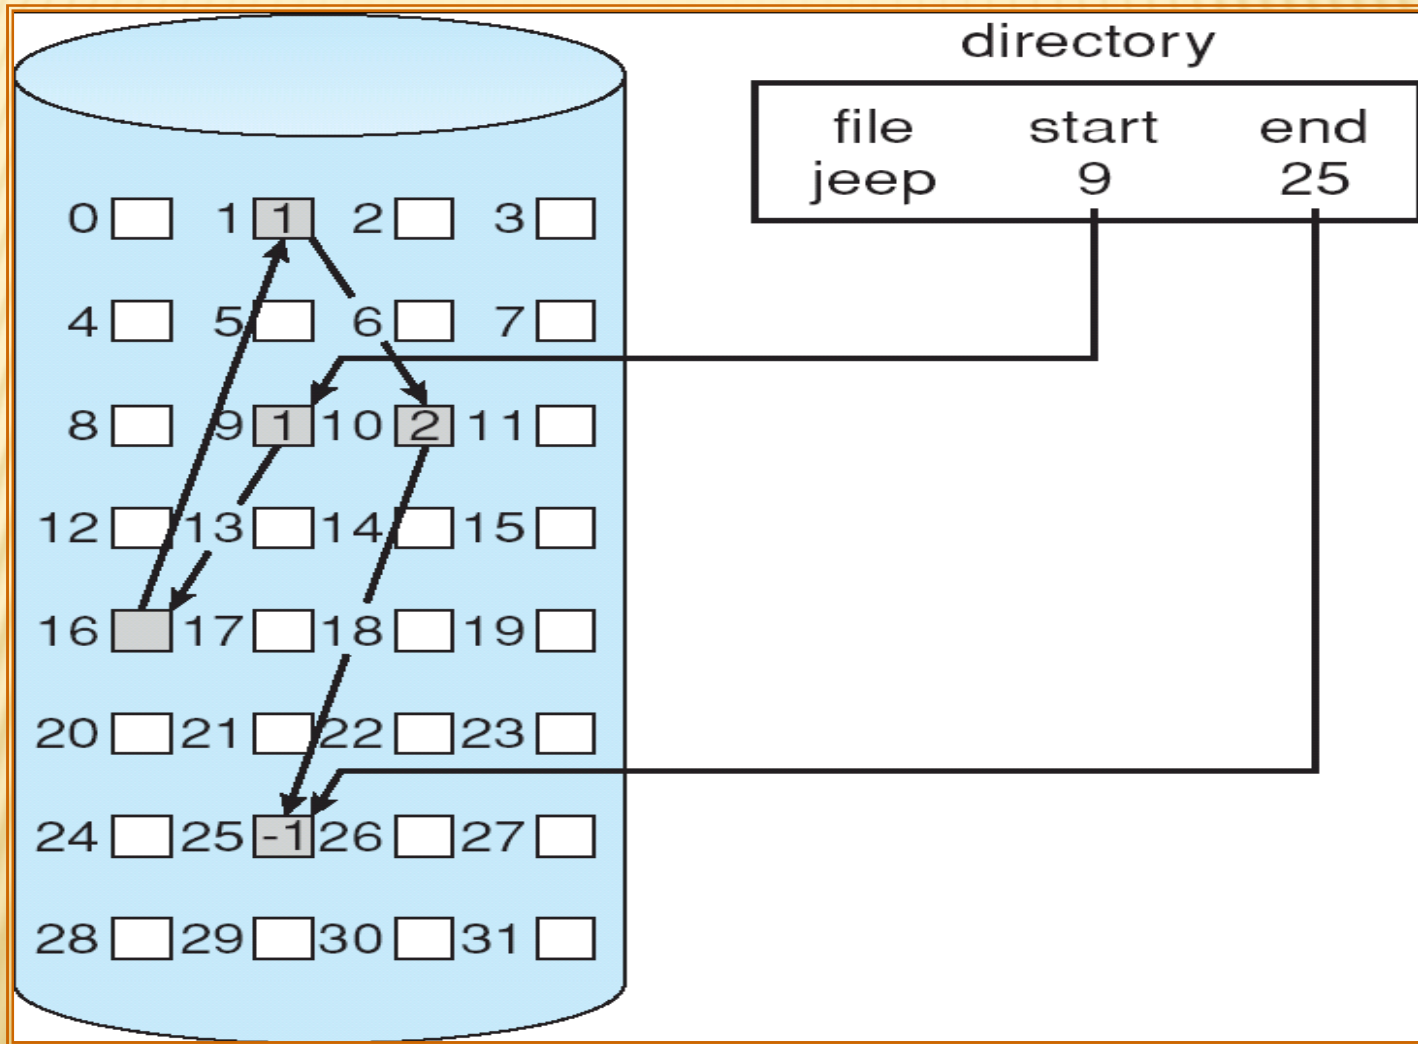 directory
file start end
jeep 9 25
0 1 1 2 3
4 5 6 7
8 9 1 10 2 11
12 13 14 15
16 17 18 19
20 21 22 23
24 25 -1 26 27
28 29 30 31